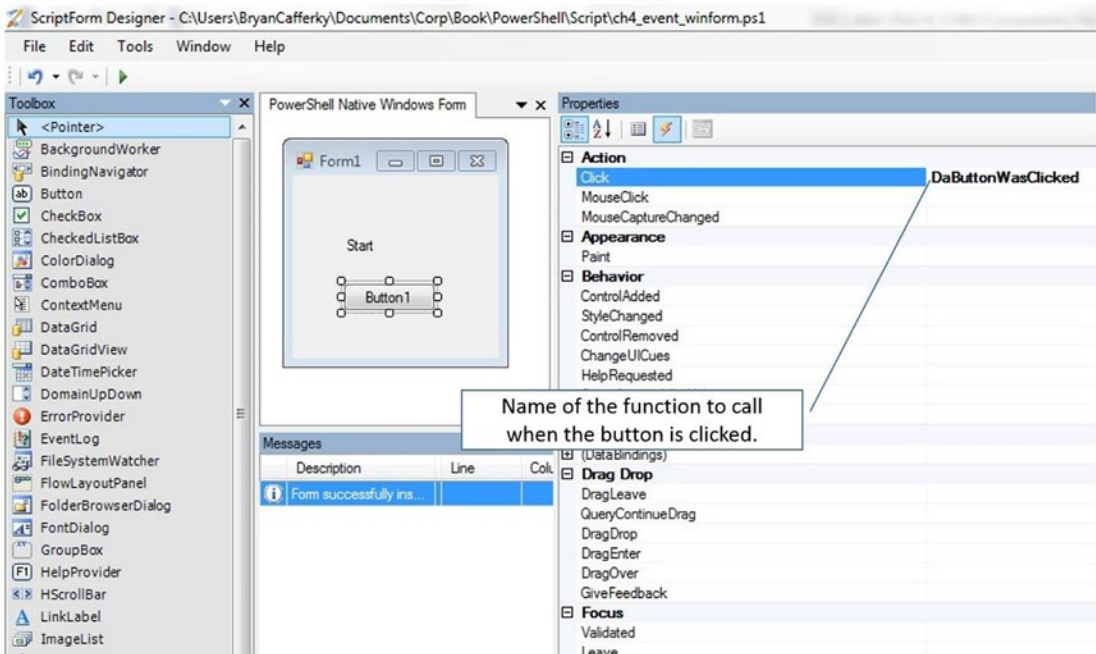 ScriptForm Designer - C:\Users\BryanCafferky\Documents\Corp\Book\PowerShell\Script\ch4_event_winform.ps1
File Edit Tools Window Help
Toolbox
<Pointer>
BackgroundWorker
BindingNavigator
Button
CheckBox
CheckedListBox
ColorDialog
ComboBox
ContextMenu
DataGrid
DataGridView
DateTimePicker
DomainUpDown
ErrorProvider
EventLog
FileSystemWatcher
FlowLayoutPanel
FolderBrowserDialog
FontDialog
GroupBox
HelpProvider
HScrollBar
LinkLabel
ImageList
PowerShell Native Windows Form
Form1
Start
Button1
Messages
Description Line Colu
Form successfully ins...
Properties
Action
Click DaButtonWasClicked
MouseClick
MouseCaptureChanged
Appearance
Paint
Behavior
ControlAdded
StyleChanged
ControlRemoved
ChangeUICues
HelpRequested
Name of the function to call
when the button is clicked.
(DataBindings)
Drag Drop
DragLeave
QueryContinueDrag
DragDrop
DragEnter
DragOver
GiveFeedback
Focus
Validated
Leave